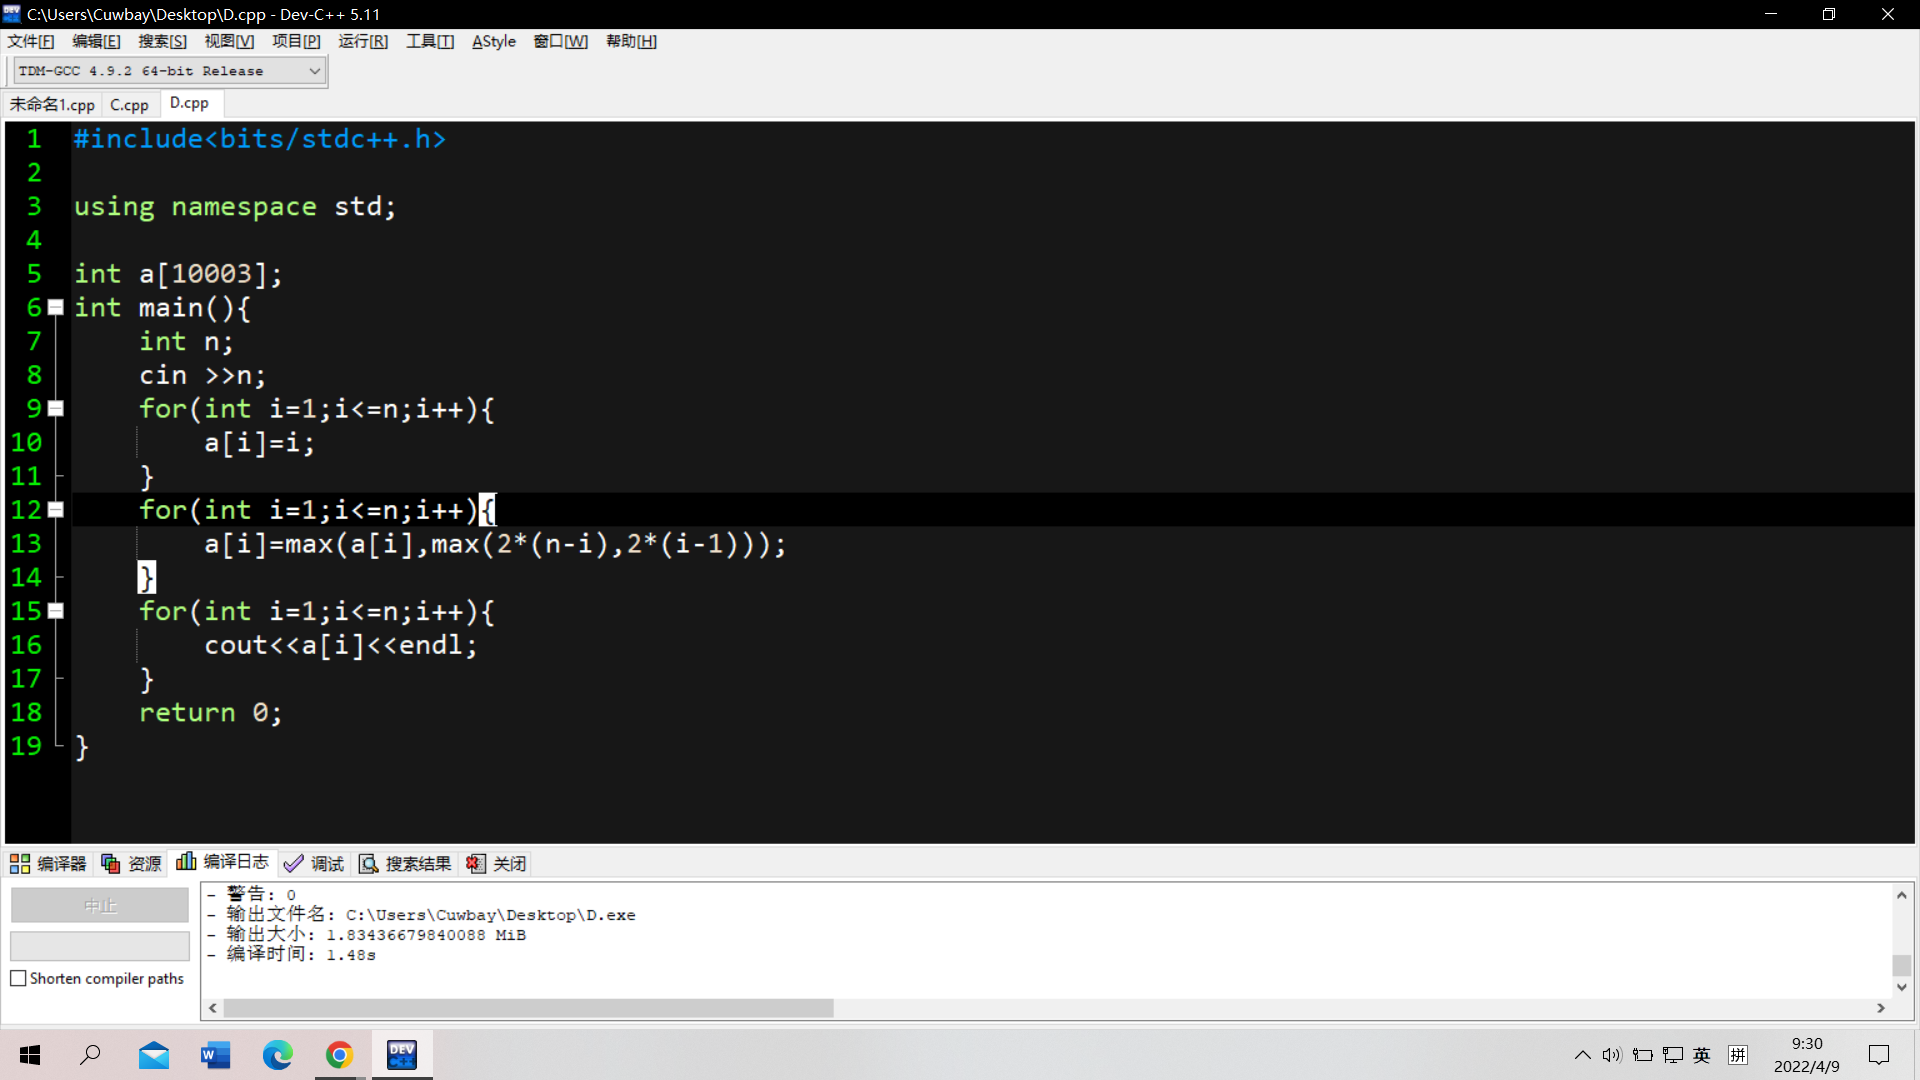 C:\Users\Cuwbay\Desktop\D.cpp - Dev-C++ 5.11
文件[F] 编辑[E] 搜索[S] 视图[V] 项目[P] 运行[R] 工具[T] AStyle 窗口[W] 帮助[H]
TDM-GCC 4.9.2 64-bit Release
未命名1.cpp C.cpp D.cpp
1 #include<bits/stdc++.h>
2
3 using namespace std;
4
5 int a[10003];
6 int main(){
7 int n;
8 cin >>n;
9 for(int i=1;i<=n;i++){
10 a[i]=i;
11 }
12 for(int i=1;i<=n;i++){
13 a[i]=max(a[i],max(2*(n-i),2*(i-1)));
14 }
15 for(int i=1;i<=n;i++){
16 cout<<a[i]<<endl;
17 }
18 return 0;
19 }
编译器 资源 编译日志 调试 搜索结果 关闭
中止
Shorten compiler paths
- 警告: 0
- 输出文件名: C:\Users\Cuwbay\Desktop\D.exe
- 输出大小: 1.83436679840088 MiB
- 编译时间: 1.48s
DEV C++
英 拼
9:30
2022/4/9